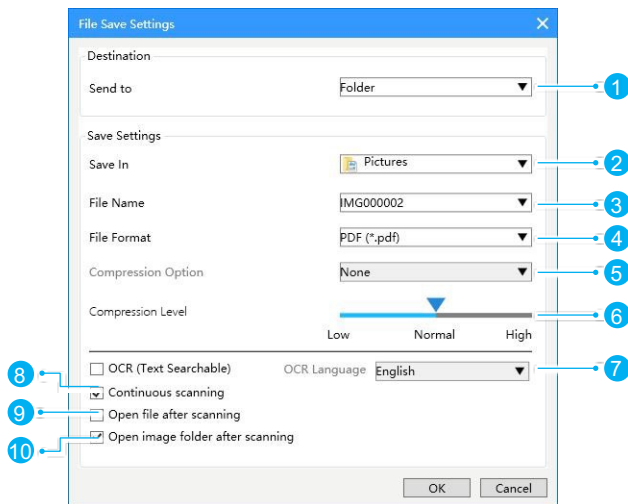 File Save Settings
Destination
Send to Folder 1
Save Settings
Save In Pictures 2
File Name IMG000002 3
File Format PDF (*.pdf) 4
Compression Option None 5
Compression Level 6
Low Normal High
OCR (Text Searchable) OCR Language English 7
8 Continuous scanning
9 Open file after scanning
10 Open image folder after scanning
OK Cancel